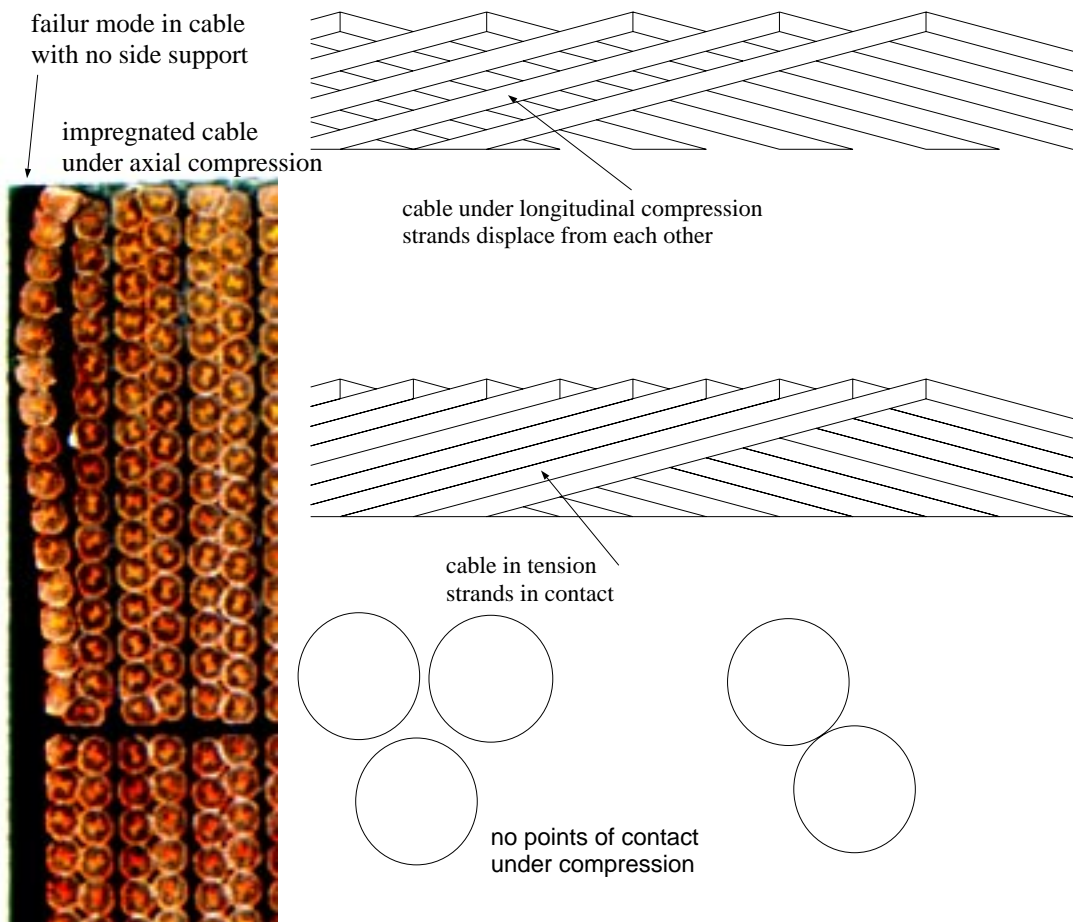 failur mode in cable
with no side support
impregnated cable
under axial compression
cable under longitudinal compression
strands displace from each other
cable in tension
strands in contact
no points of contact
under compression